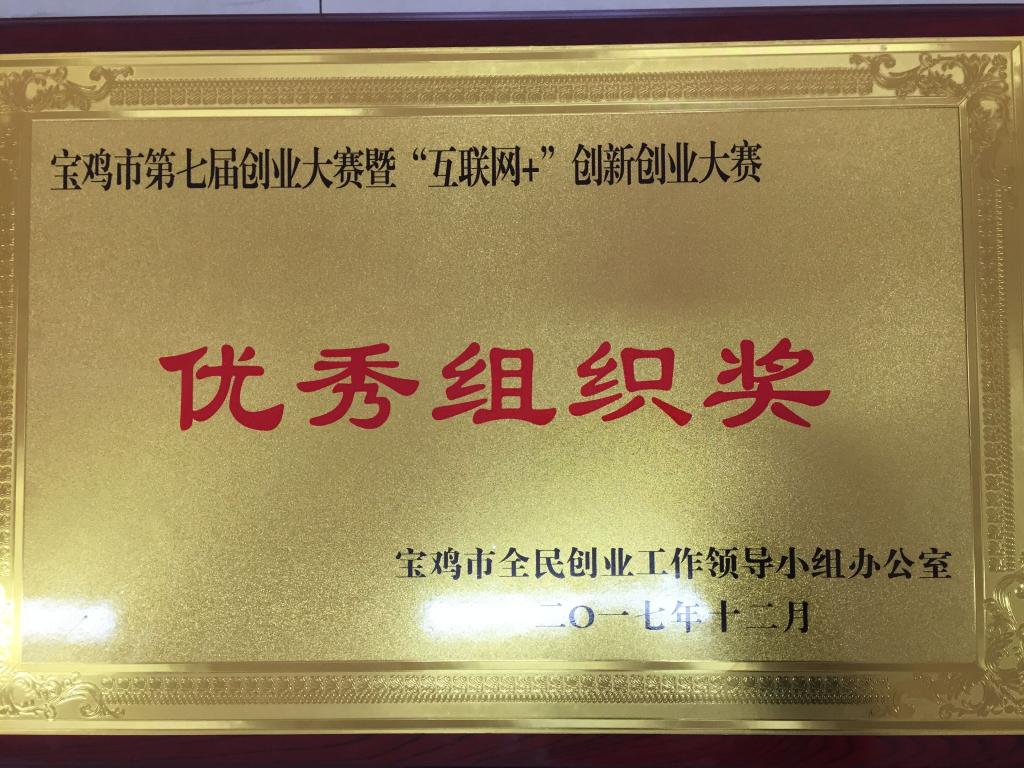 宝鸡市第七届创业大赛暨“互联网+”创新创业大赛
优秀组织奖
宝鸡市全民创业工作领导小组办公室
二〇一七年十二月